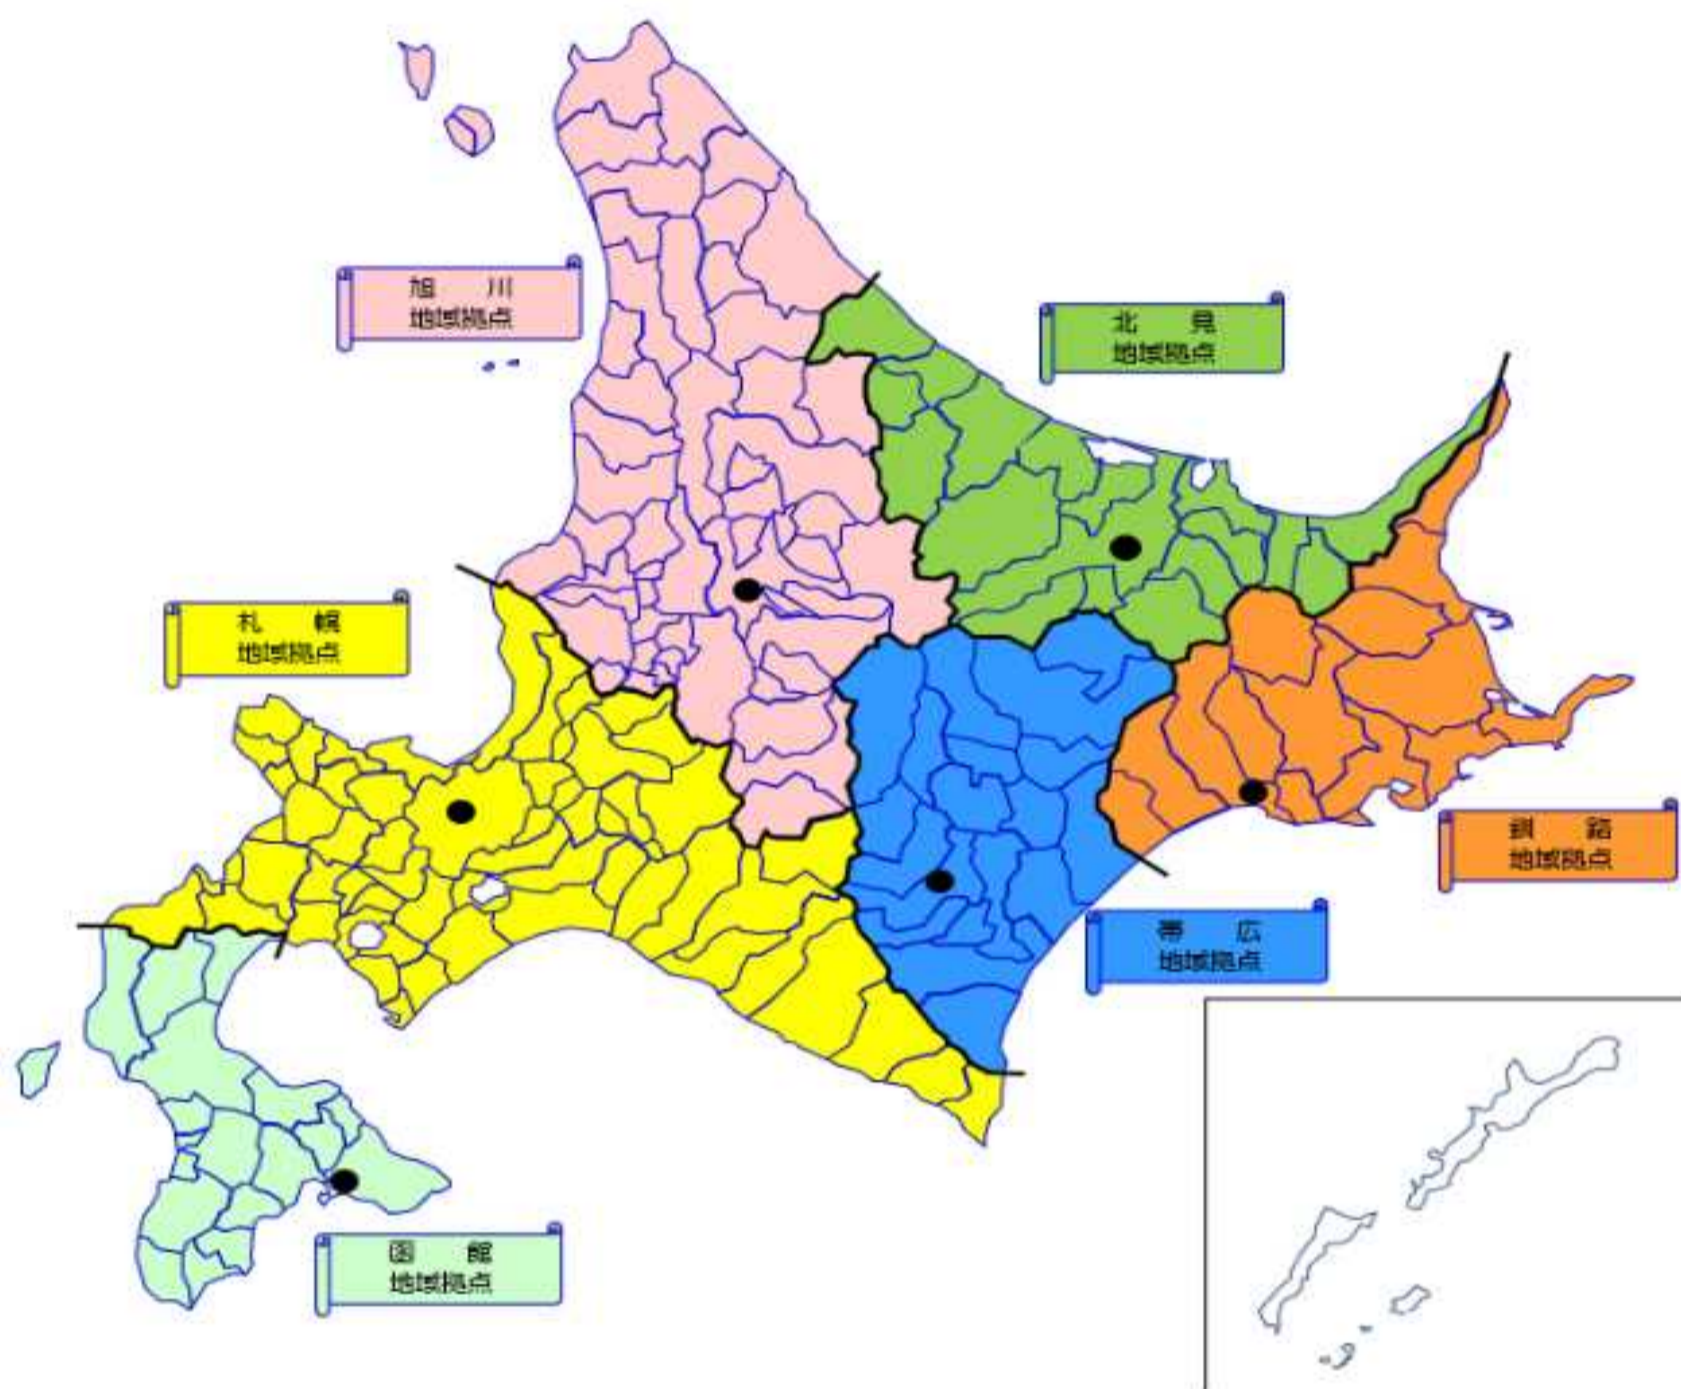 旭　川
地域拠点
北　見
地域拠点
札　幌
地域拠点
釧　路
地域拠点
帯　広
地域拠点
函　館
地域拠点